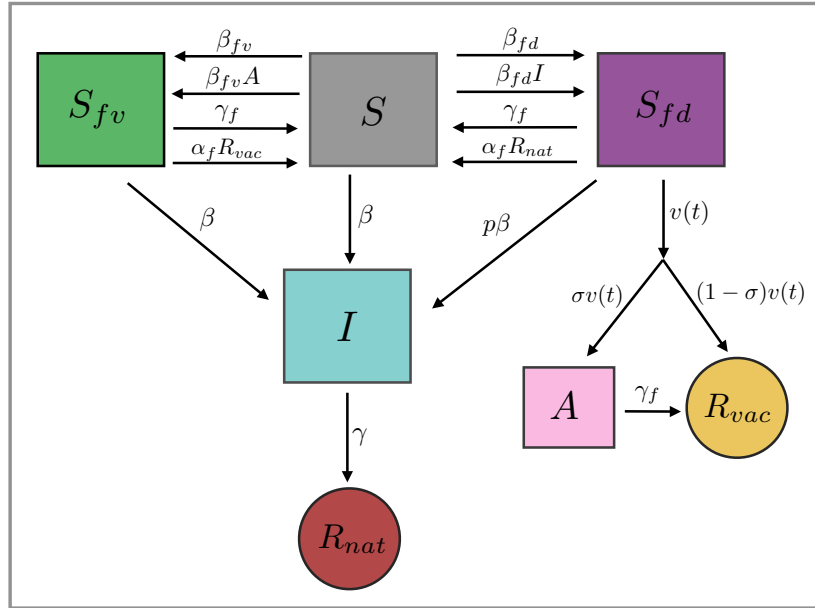 β_{fv}
β_{fd}
β_{fv}A
β_{fd}I
S_{fv}
S
S_{fd}
γ_f
γ_f
α_f R_{vac}
α_f R_{nat}
β
β
pβ
v(t)
σv(t)
(1 − σ)v(t)
I
A
γ_f
R_{vac}
γ
R_{nat}